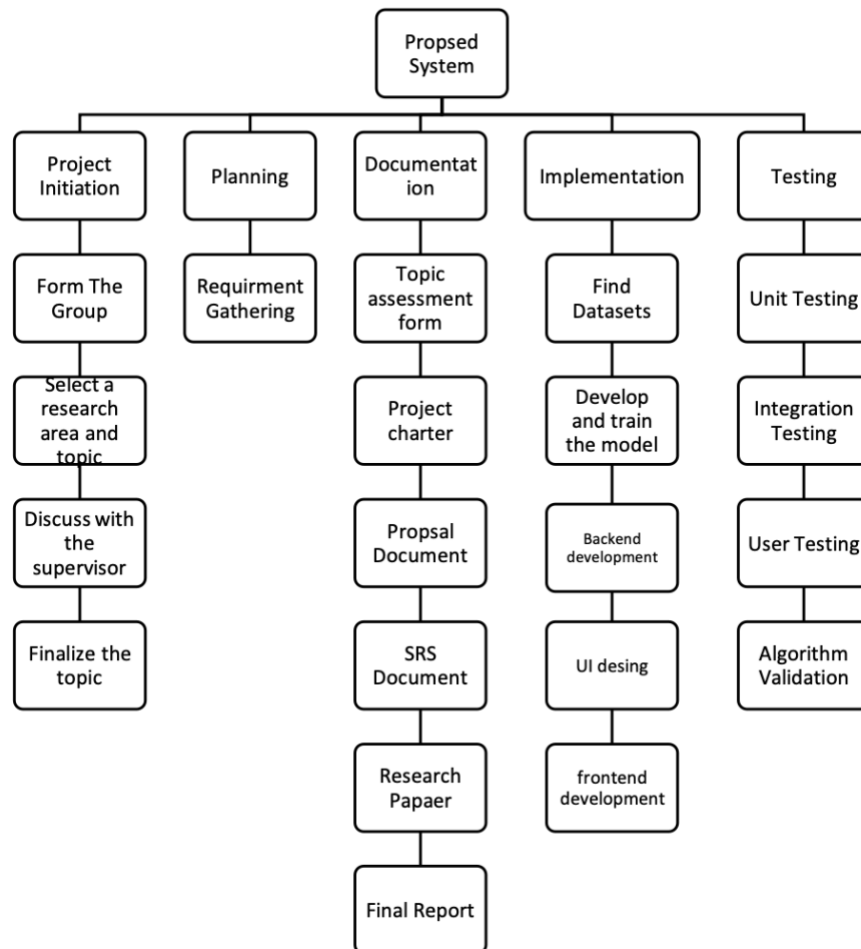 Propsed
System
Project
Initiation
Planning
Documentat
ion
Implementation
Testing
Form The
Group
Requirment
Gathering
Topic
assessment
form
Find
Datasets
Unit Testing
Select a
research
area and
topic
Project
charter
Develop
and train
the model
Integration
Testing
Discuss with
the
supervisor
Propsal
Document
Backend
development
User Testing
Finalize the
topic
SRS
Document
UI desing
Algorithm
Validation
Research
Papaer
frontend
development
Final Report